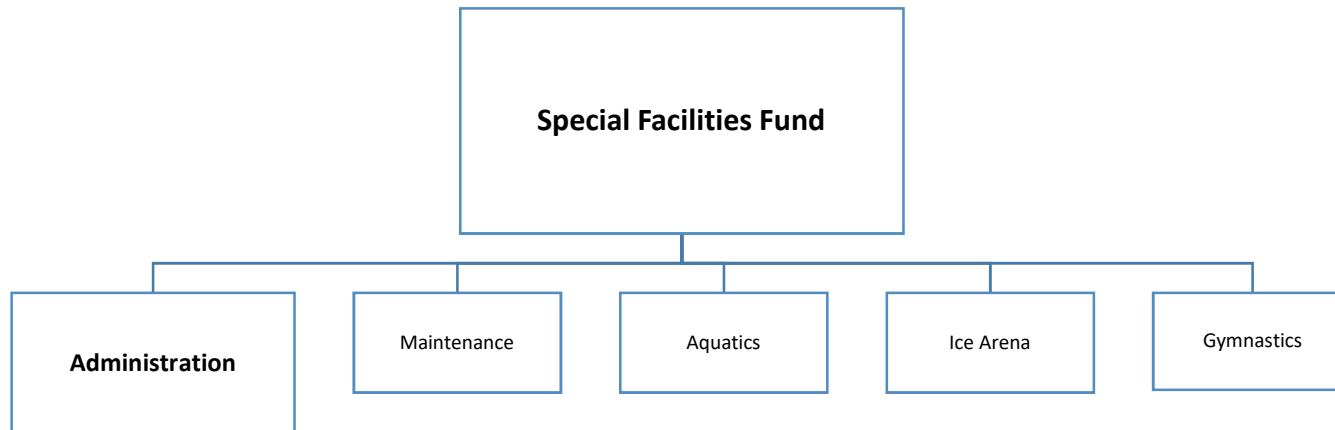 Special Facilities Fund
Administration
Maintenance
Aquatics
Ice Arena
Gymnastics